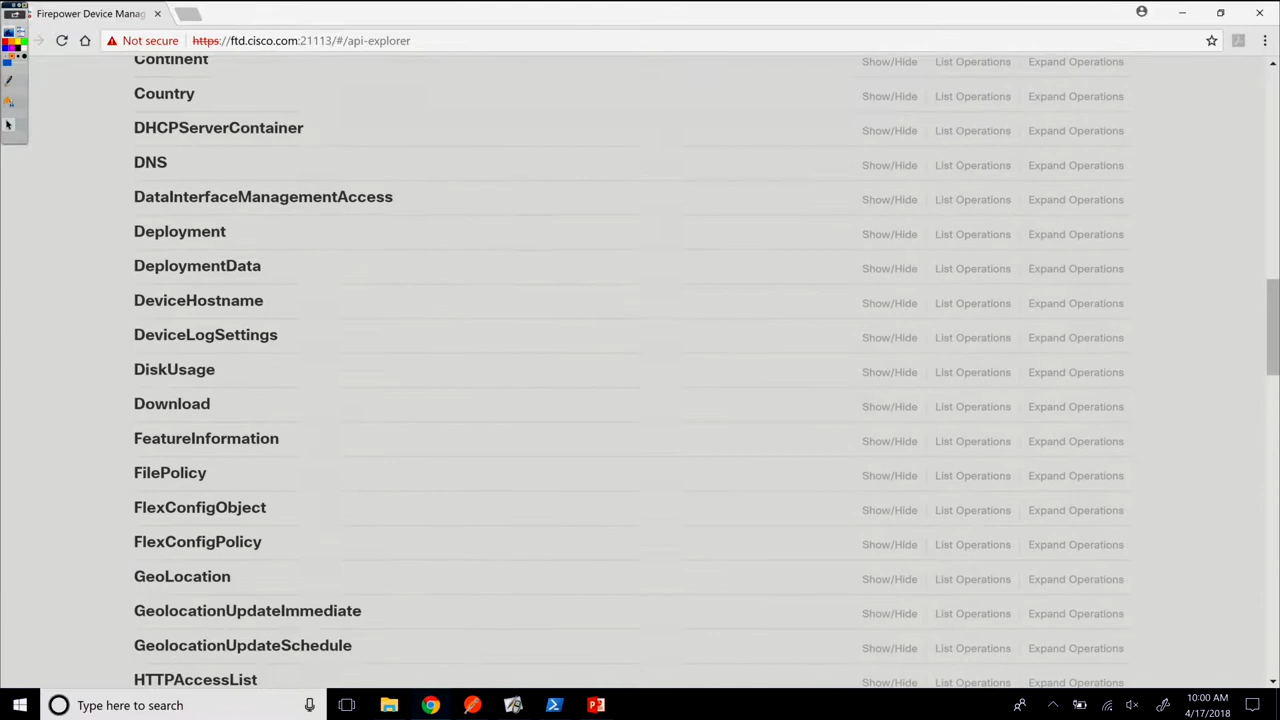 Firepower Device Manag
Not secure https://ftd.cisco.com:21113/#/api-explorer
Continent Show/Hide List Operations Expand Operations
Country Show/Hide List Operations Expand Operations
DHCPServerContainer Show/Hide List Operations Expand Operations
DNS Show/Hide List Operations Expand Operations
DataInterfaceManagementAccess Show/Hide List Operations Expand Operations
Deployment Show/Hide List Operations Expand Operations
DeploymentData Show/Hide List Operations Expand Operations
DeviceHostname Show/Hide List Operations Expand Operations
DeviceLogSettings Show/Hide List Operations Expand Operations
DiskUsage Show/Hide List Operations Expand Operations
Download Show/Hide List Operations Expand Operations
FeatureInformation Show/Hide List Operations Expand Operations
FilePolicy Show/Hide List Operations Expand Operations
FlexConfigObject Show/Hide List Operations Expand Operations
FlexConfigPolicy Show/Hide List Operations Expand Operations
GeoLocation Show/Hide List Operations Expand Operations
GeolocationUpdateImmediate Show/Hide List Operations Expand Operations
GeolocationUpdateSchedule Show/Hide List Operations Expand Operations
HTTPAccessList Show/Hide List Operations Expand Operations
Type here to search
10:00 AM
4/17/2018